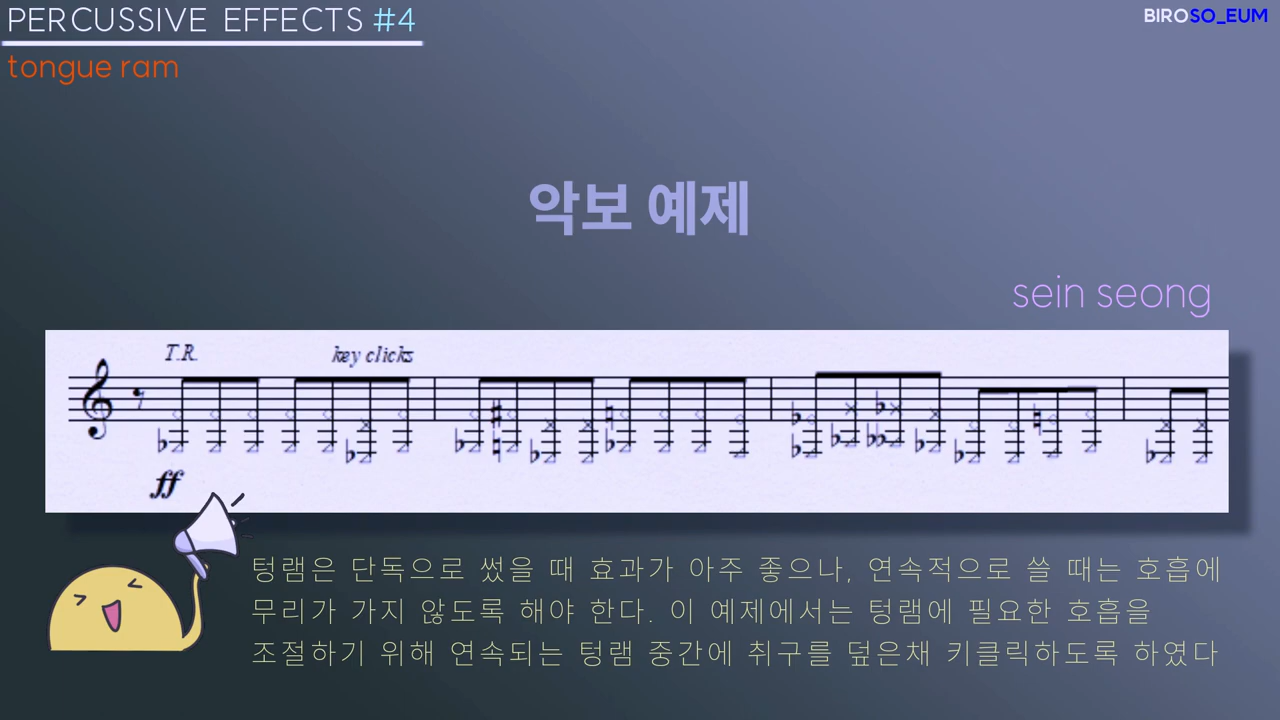 PERCUSSIVE EFFECTS #4
BIROSO_EUM
tongue ram
악보 예제
sein seong
T.R.
key clicks
ff
텅램은 단독으로 썼을 때 효과가 아주 좋으나, 연속적으로 쓸 때는 호흡에
무리가 가지 않도록 해야 한다. 이 예제에서는 텅램에 필요한 호흡을
조절하기 위해 연속되는 텅램 중간에 취구를 덮은채 키클릭하도록 하였다